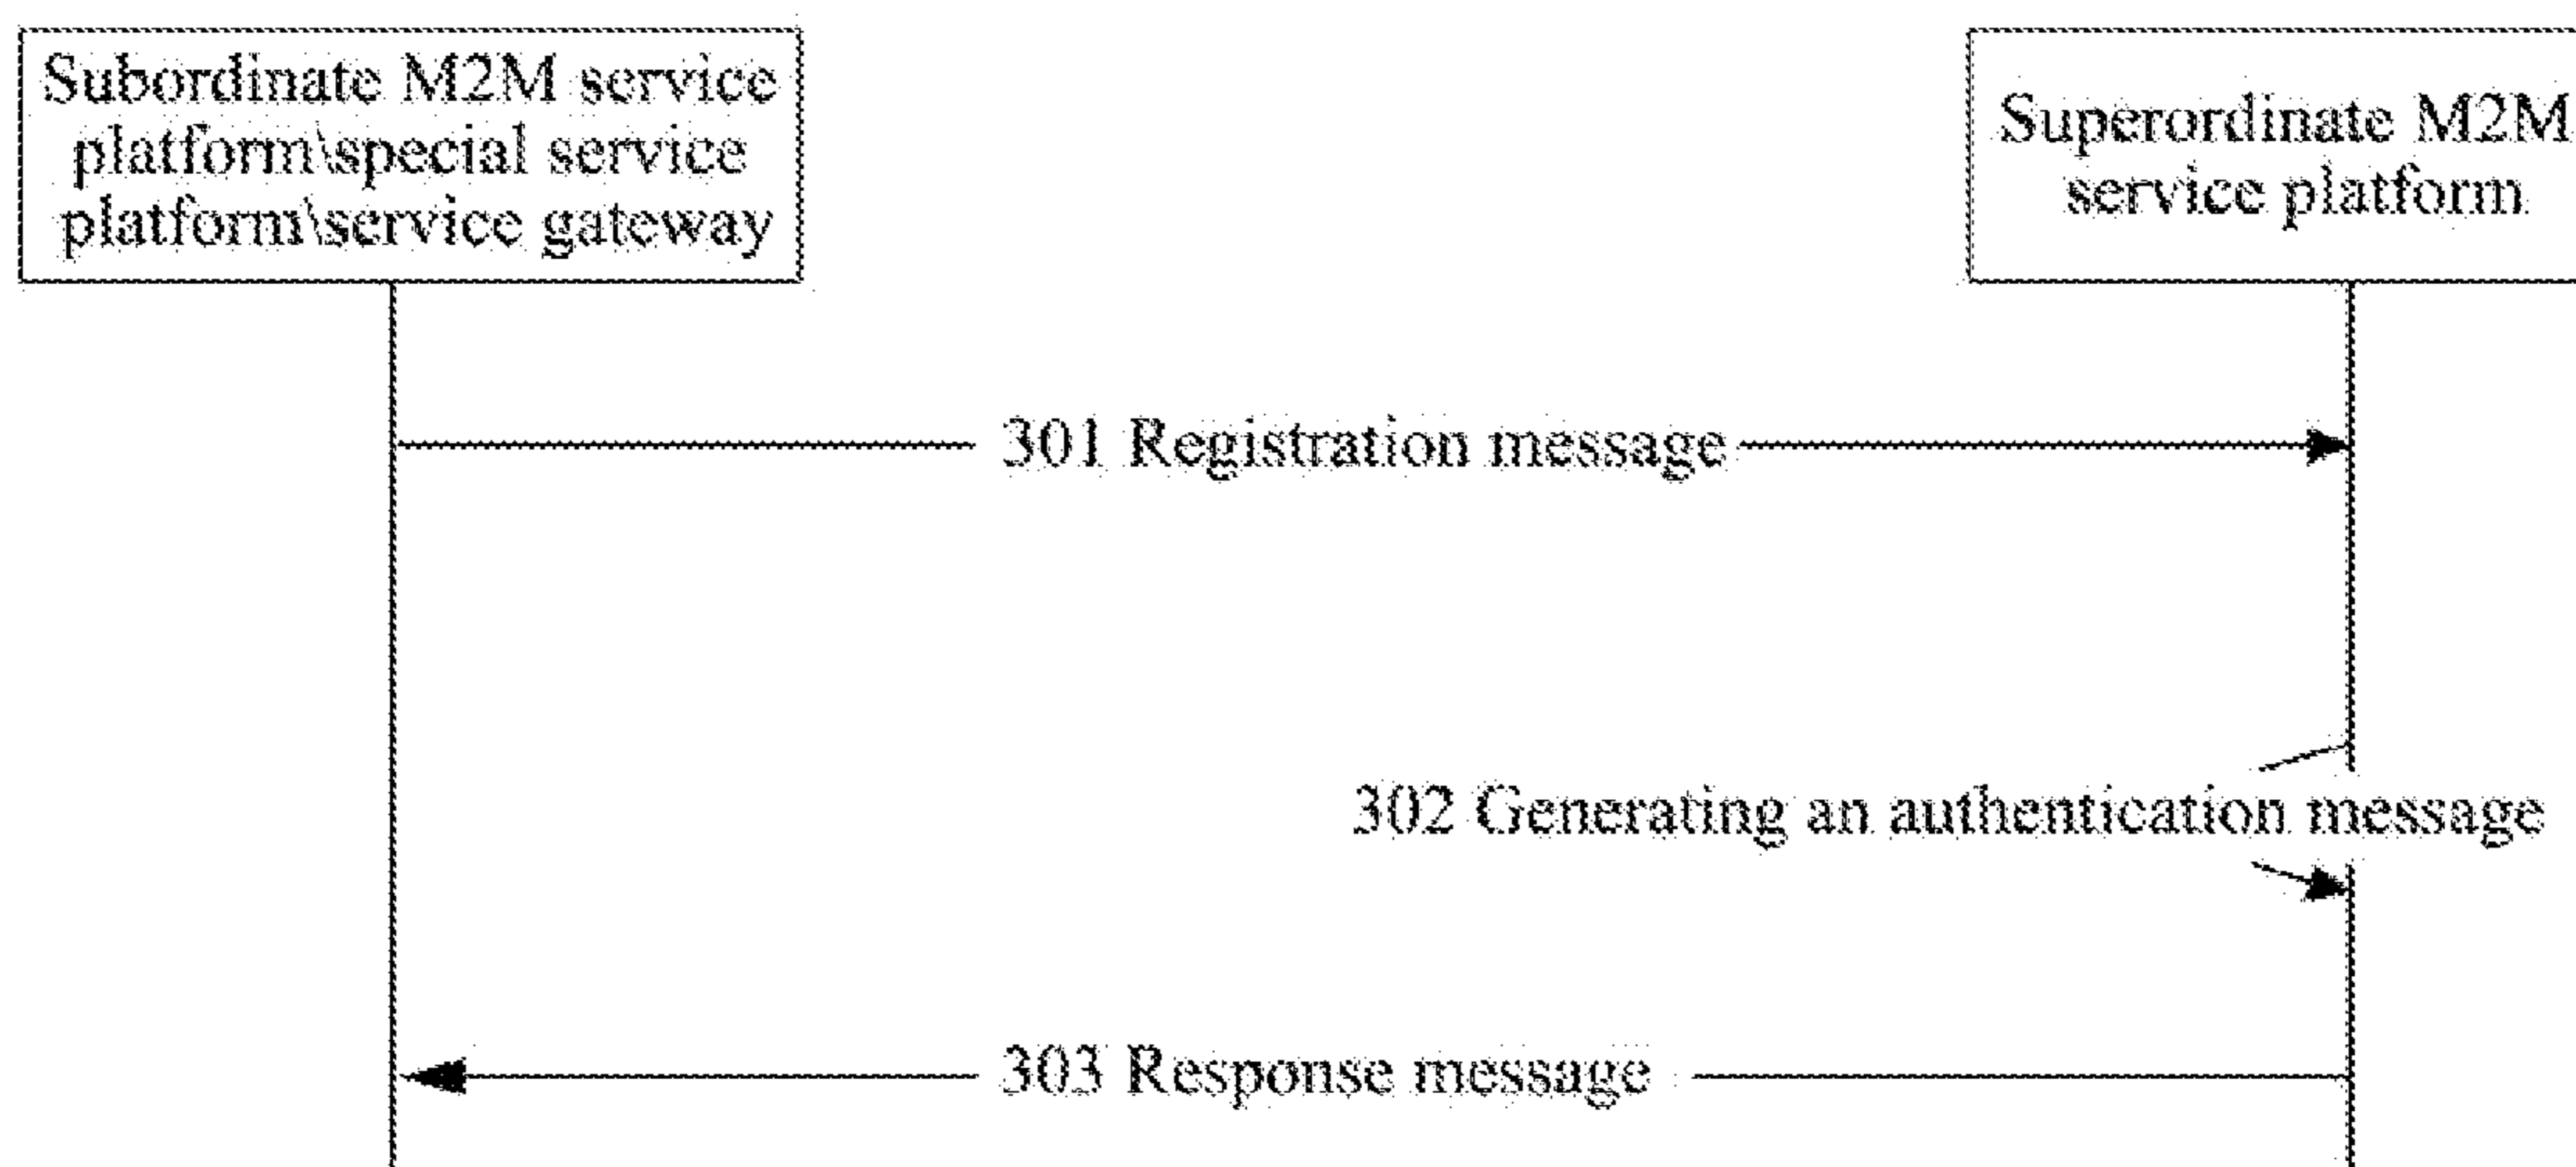 Subordinate M2M service
platform\special service
platform\service gateway
Superordinate M2M
service platform
301 Registration message
302 Generating an authentication message
303 Response message